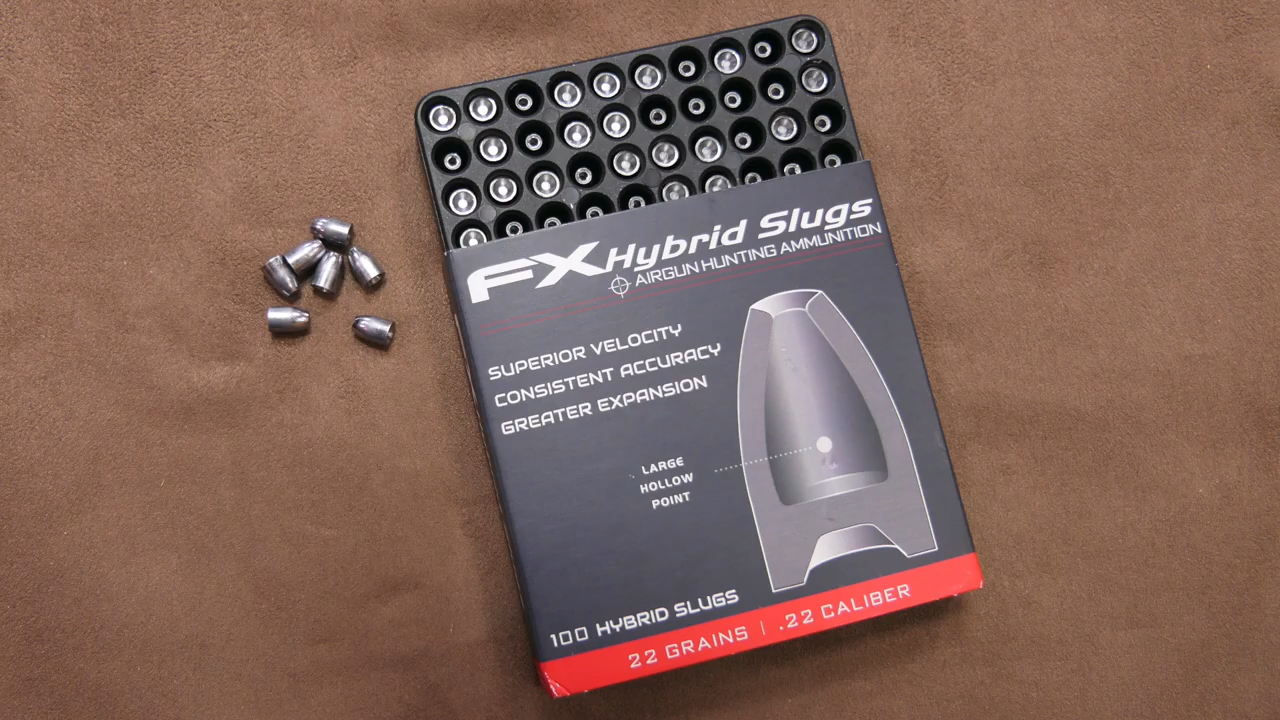 FX Hybrid Slugs
AIRGUN HUNTING AMMUNITION
SUPERIOR VELOCITY
CONSISTENT ACCURACY
GREATER EXPANSION
LARGE
HOLLOW
POINT
100 HYBRID SLUGS
22 GRAINS | .22 CALIBER